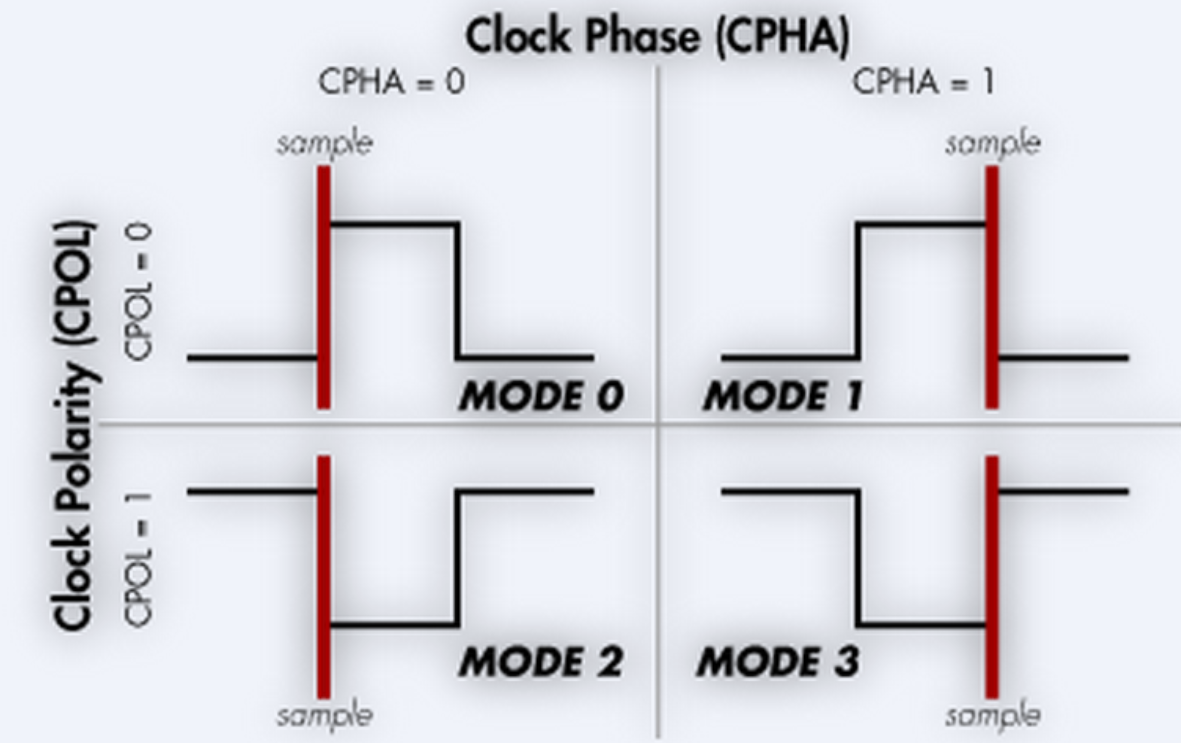 Clock Phase (CPHA)
CPHA = 0
CPHA = 1
sample
sample
Clock Polarity (CPOL)
CPOL = 0
MODE 0
MODE 1
CPOL = 1
MODE 2
MODE 3
sample
sample